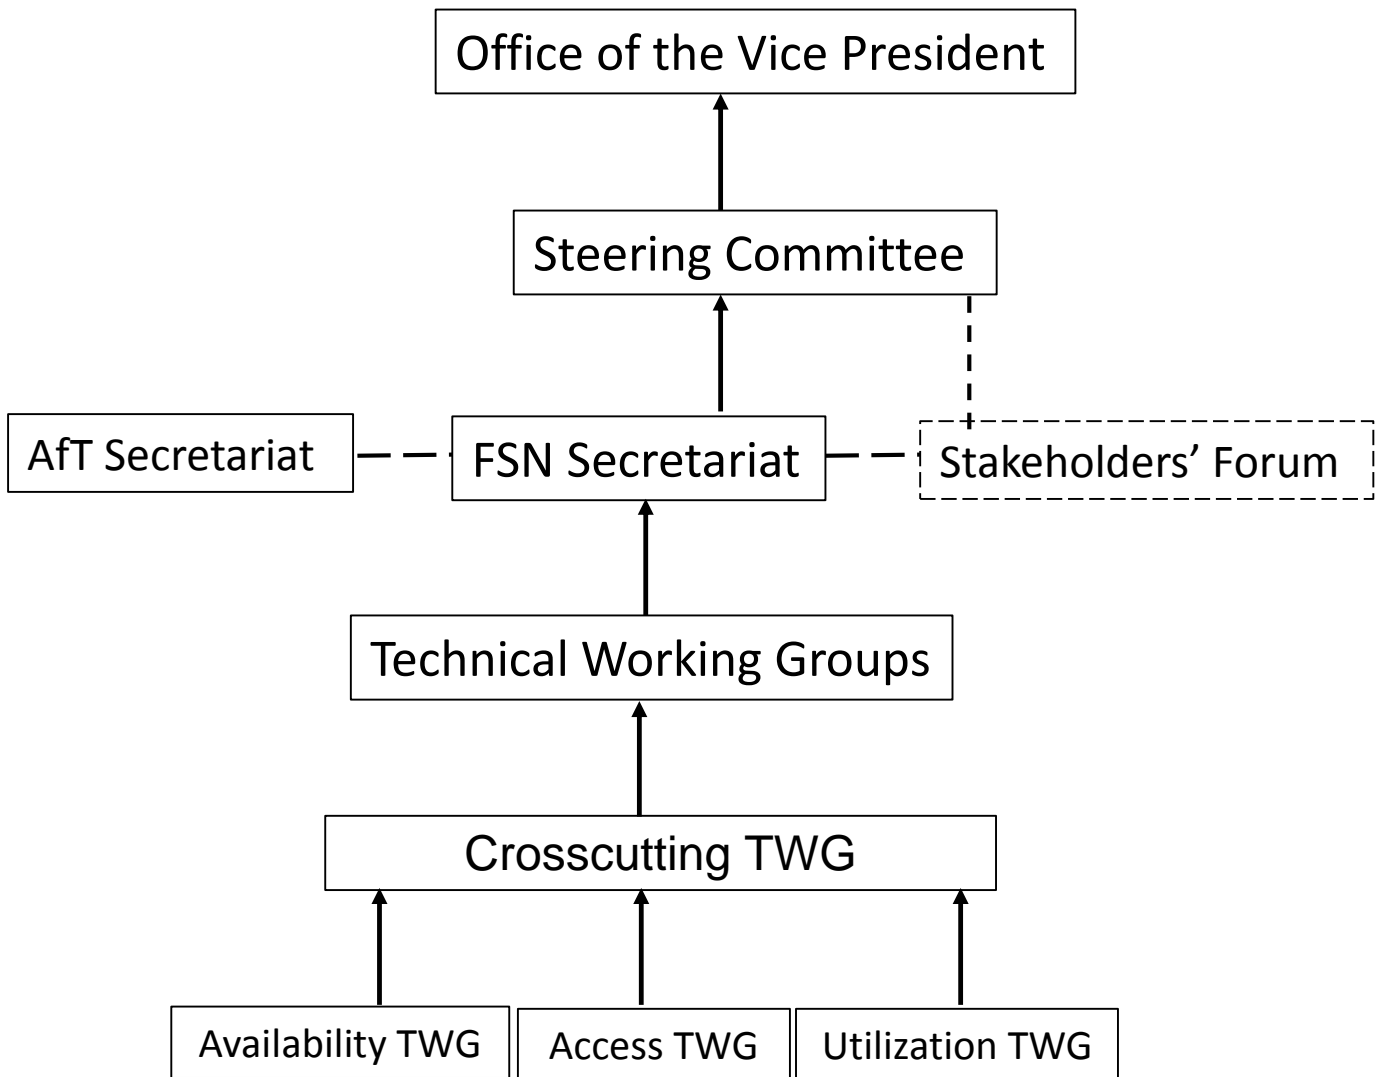 Office of the Vice President
Steering Committee
AfT Secretariat
FSN Secretariat
Stakeholders’ Forum
Technical Working Groups
Crosscutting TWG
Availability TWG
Access TWG
Utilization TWG